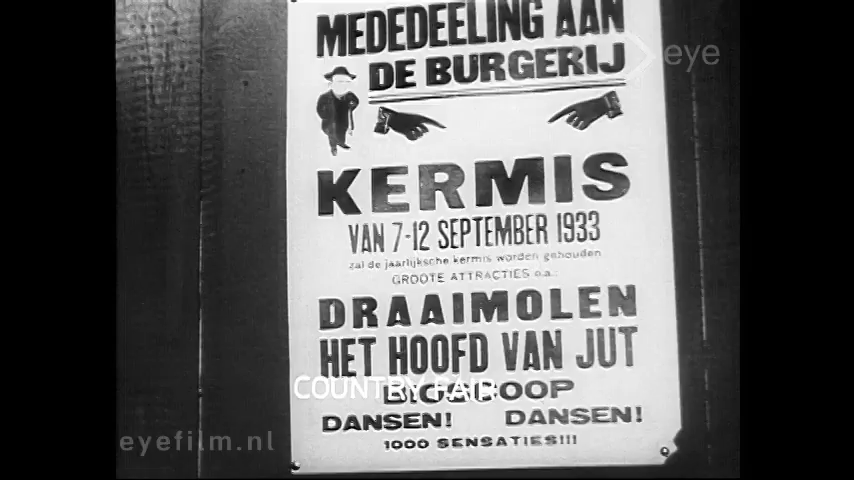 MEDEDEELING AAN
DE BURGERIJ
eye
KERMIS
VAN 7-12 SEPTEMBER 1933
zal de jaarlijksche kermis worden gehouden
GROOTE ATTRACTIES o.a.:
DRAAIMOLEN
HET HOOFD VAN JUT
COUNTRY FAIR
BIOSCOOP
DANSEN! DANSEN!
eyefilm.nl
1000 SENSATIES!!!